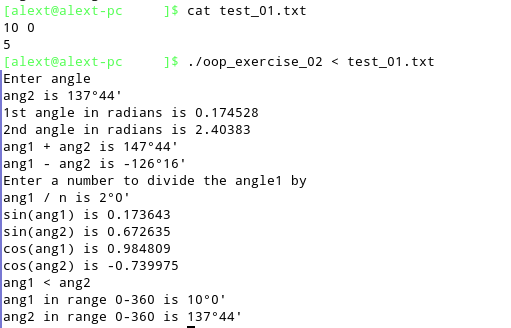 [alext@alext-pc     ]$ cat test_01.txt
10 0
5
[alext@alext-pc     ]$ ./oop_exercise_02 < test_01.txt
Enter angle
ang2 is 137°44'
1st angle in radians is 0.174528
2nd angle in radians is 2.40383
ang1 + ang2 is 147°44'
ang1 - ang2 is -126°16'
Enter a number to divide the angle1 by
ang1 / n is 2°0'
sin(ang1) is 0.173643
sin(ang2) is 0.672635
cos(ang1) is 0.984809
cos(ang2) is -0.739975
ang1 < ang2
ang1 in range 0-360 is 10°0'
ang2 in range 0-360 is 137°44'